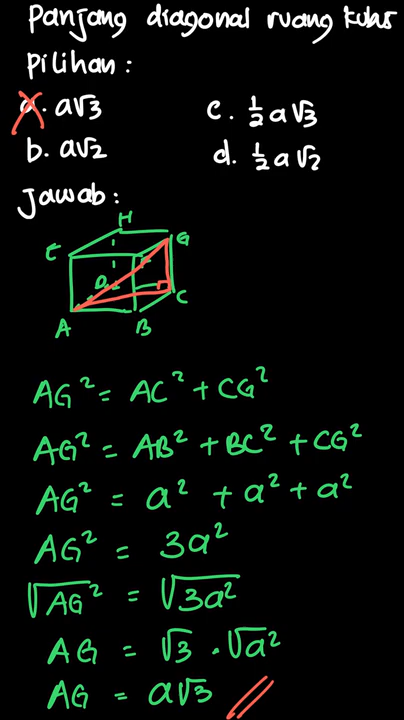 Panjang diagonal ruang kubus
Pilihan:
a. a√3 c. ½ a √3
b. a√2 d. ½ a √2
Jawab:
H
E G
D
C
A B
AG² = AC² + CG²
AG² = AB² + BC² + CG²
AG² = a² + a² + a²
AG² = 3a²
√AG² = √3a²
AG = √3 . √a²
AG = a√3 //